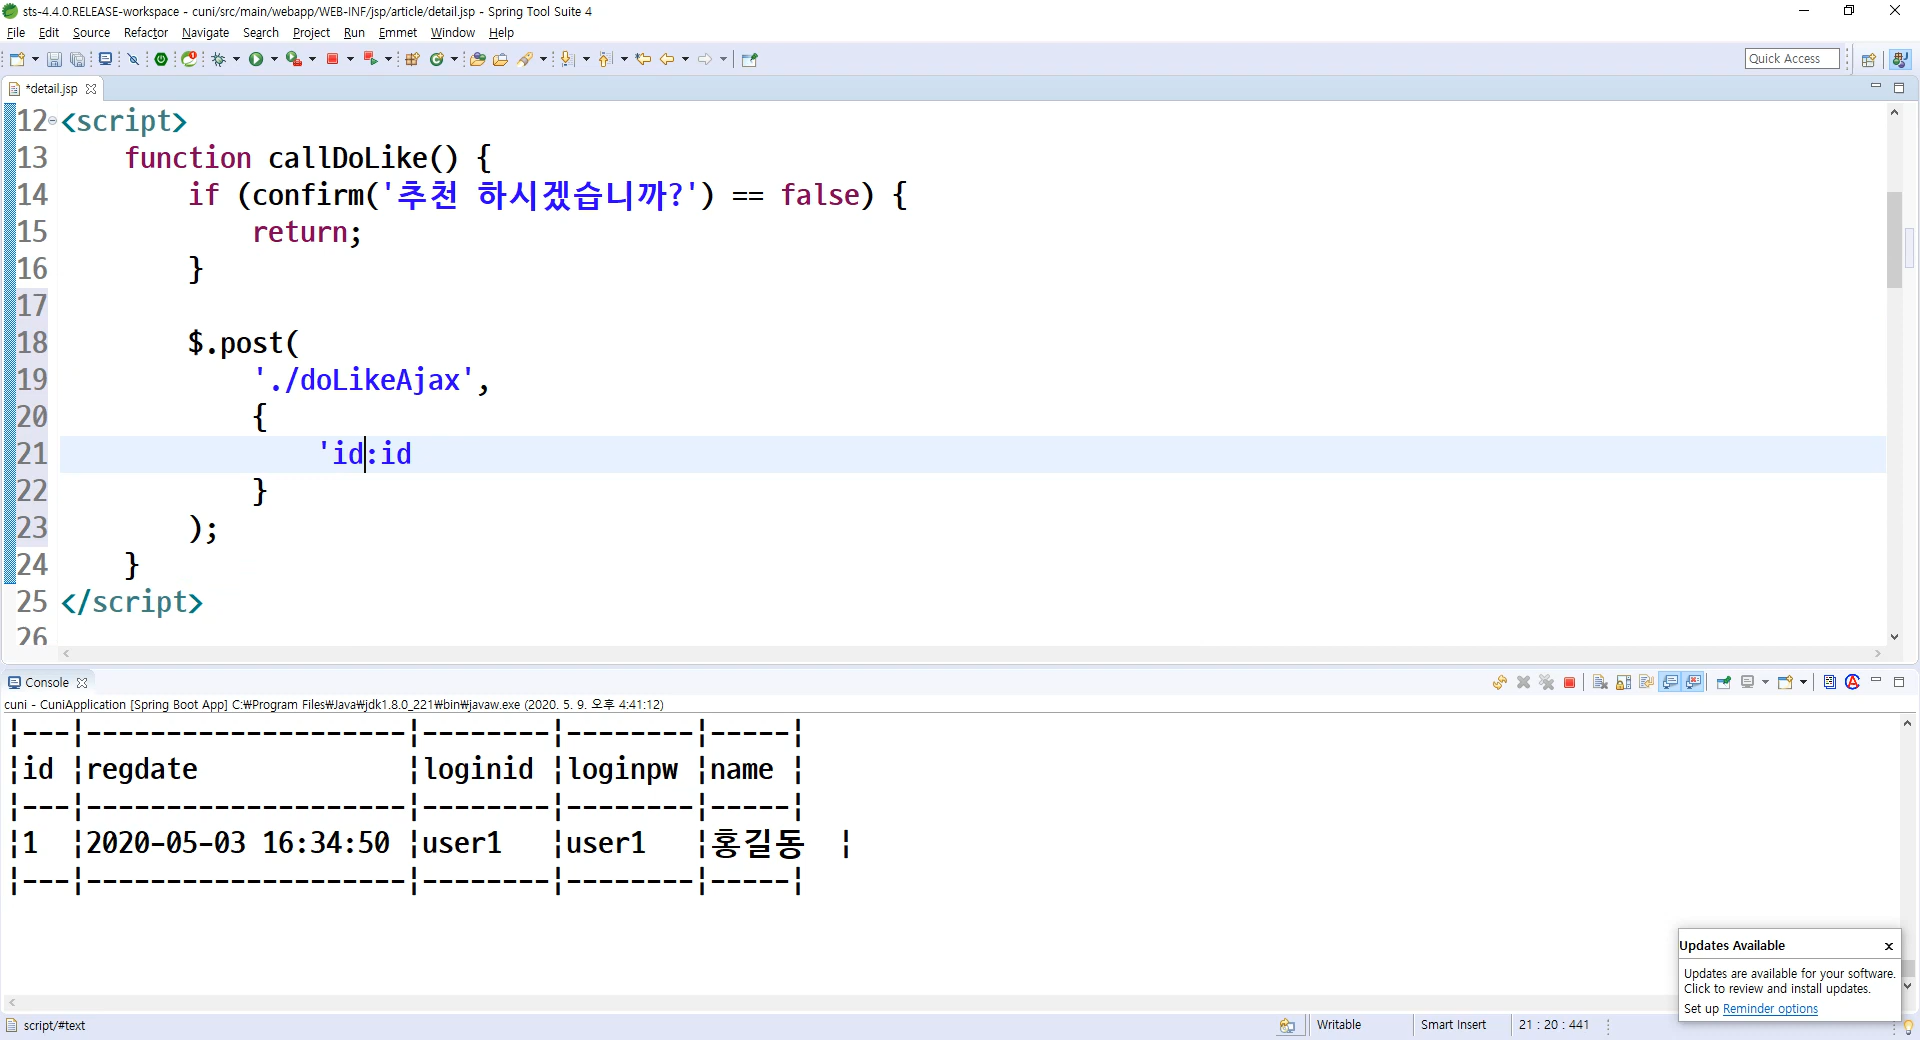 sts-4.4.0.RELEASE-workspace - cuni/src/main/webapp/WEB-INF/jsp/article/detail.jsp - Spring Tool Suite 4
File Edit Source Refactor Navigate Search Project Run Emmet Window Help
Quick Access
*detail.jsp
12 <script>
13 function callDoLike() {
14 if (confirm('추천 하시겠습니까?') == false) {
15 return;
16 }
17
18 $.post(
19 './doLikeAjax',
20 {
21 'id:id
22 }
23 );
24 }
25 </script>
26
Console
cuni - CuniApplication [Spring Boot App] C:₩Program Files₩Java₩jdk1.8.0_221₩bin₩javaw.exe (2020. 5. 9. 오후 4:41:12)
¦---¦--------------------¦--------¦--------¦-----¦
¦id ¦regdate ¦loginid ¦loginpw ¦name ¦
¦---¦--------------------¦--------¦--------¦-----¦
¦1 ¦2020-05-03 16:34:50 ¦user1 ¦user1 ¦홍길동 ¦
¦---¦--------------------¦--------¦--------¦-----¦
Updates Available
Updates are available for your software.
Click to review and install updates.
Set up Reminder options
script/#text
Writable
Smart Insert
21 : 20 : 441